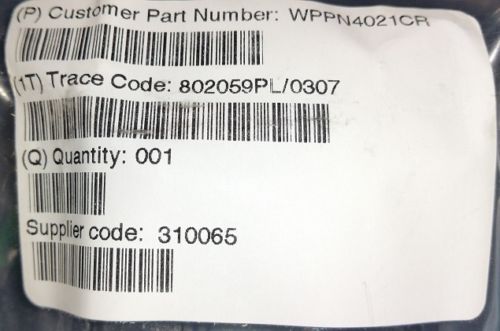 (P) Customer Part Number: WPPN4021CR
(1T) Trace Code: 802059PL/0307
(Q) Quantity: 001
Supplier code: 310065